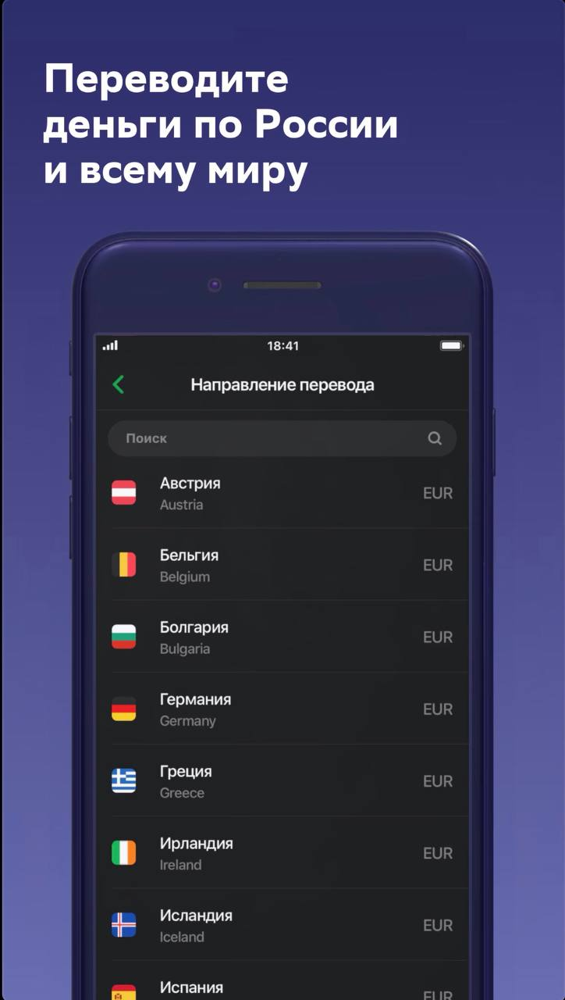 Переводите
деньги по России
и всему миру
18:41
Направление перевода
Поиск
Австрия
Austria
EUR
Бельгия
Belgium
EUR
Болгария
Bulgaria
EUR
Германия
Germany
EUR
Греция
Greece
EUR
Ирландия
Ireland
EUR
Исландия
Iceland
EUR
Испания
EUR